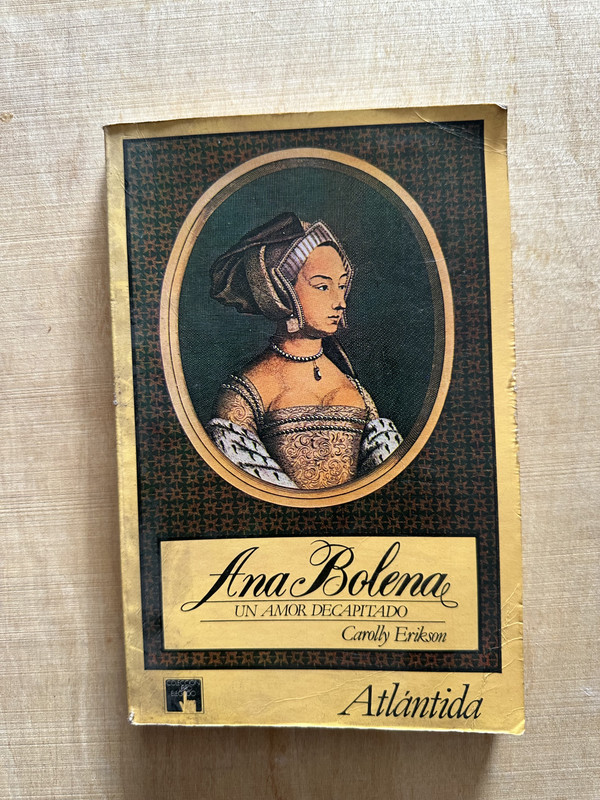 Ana Bolena
UN AMOR DECAPITADO
Carolly Erikson
Atlántida